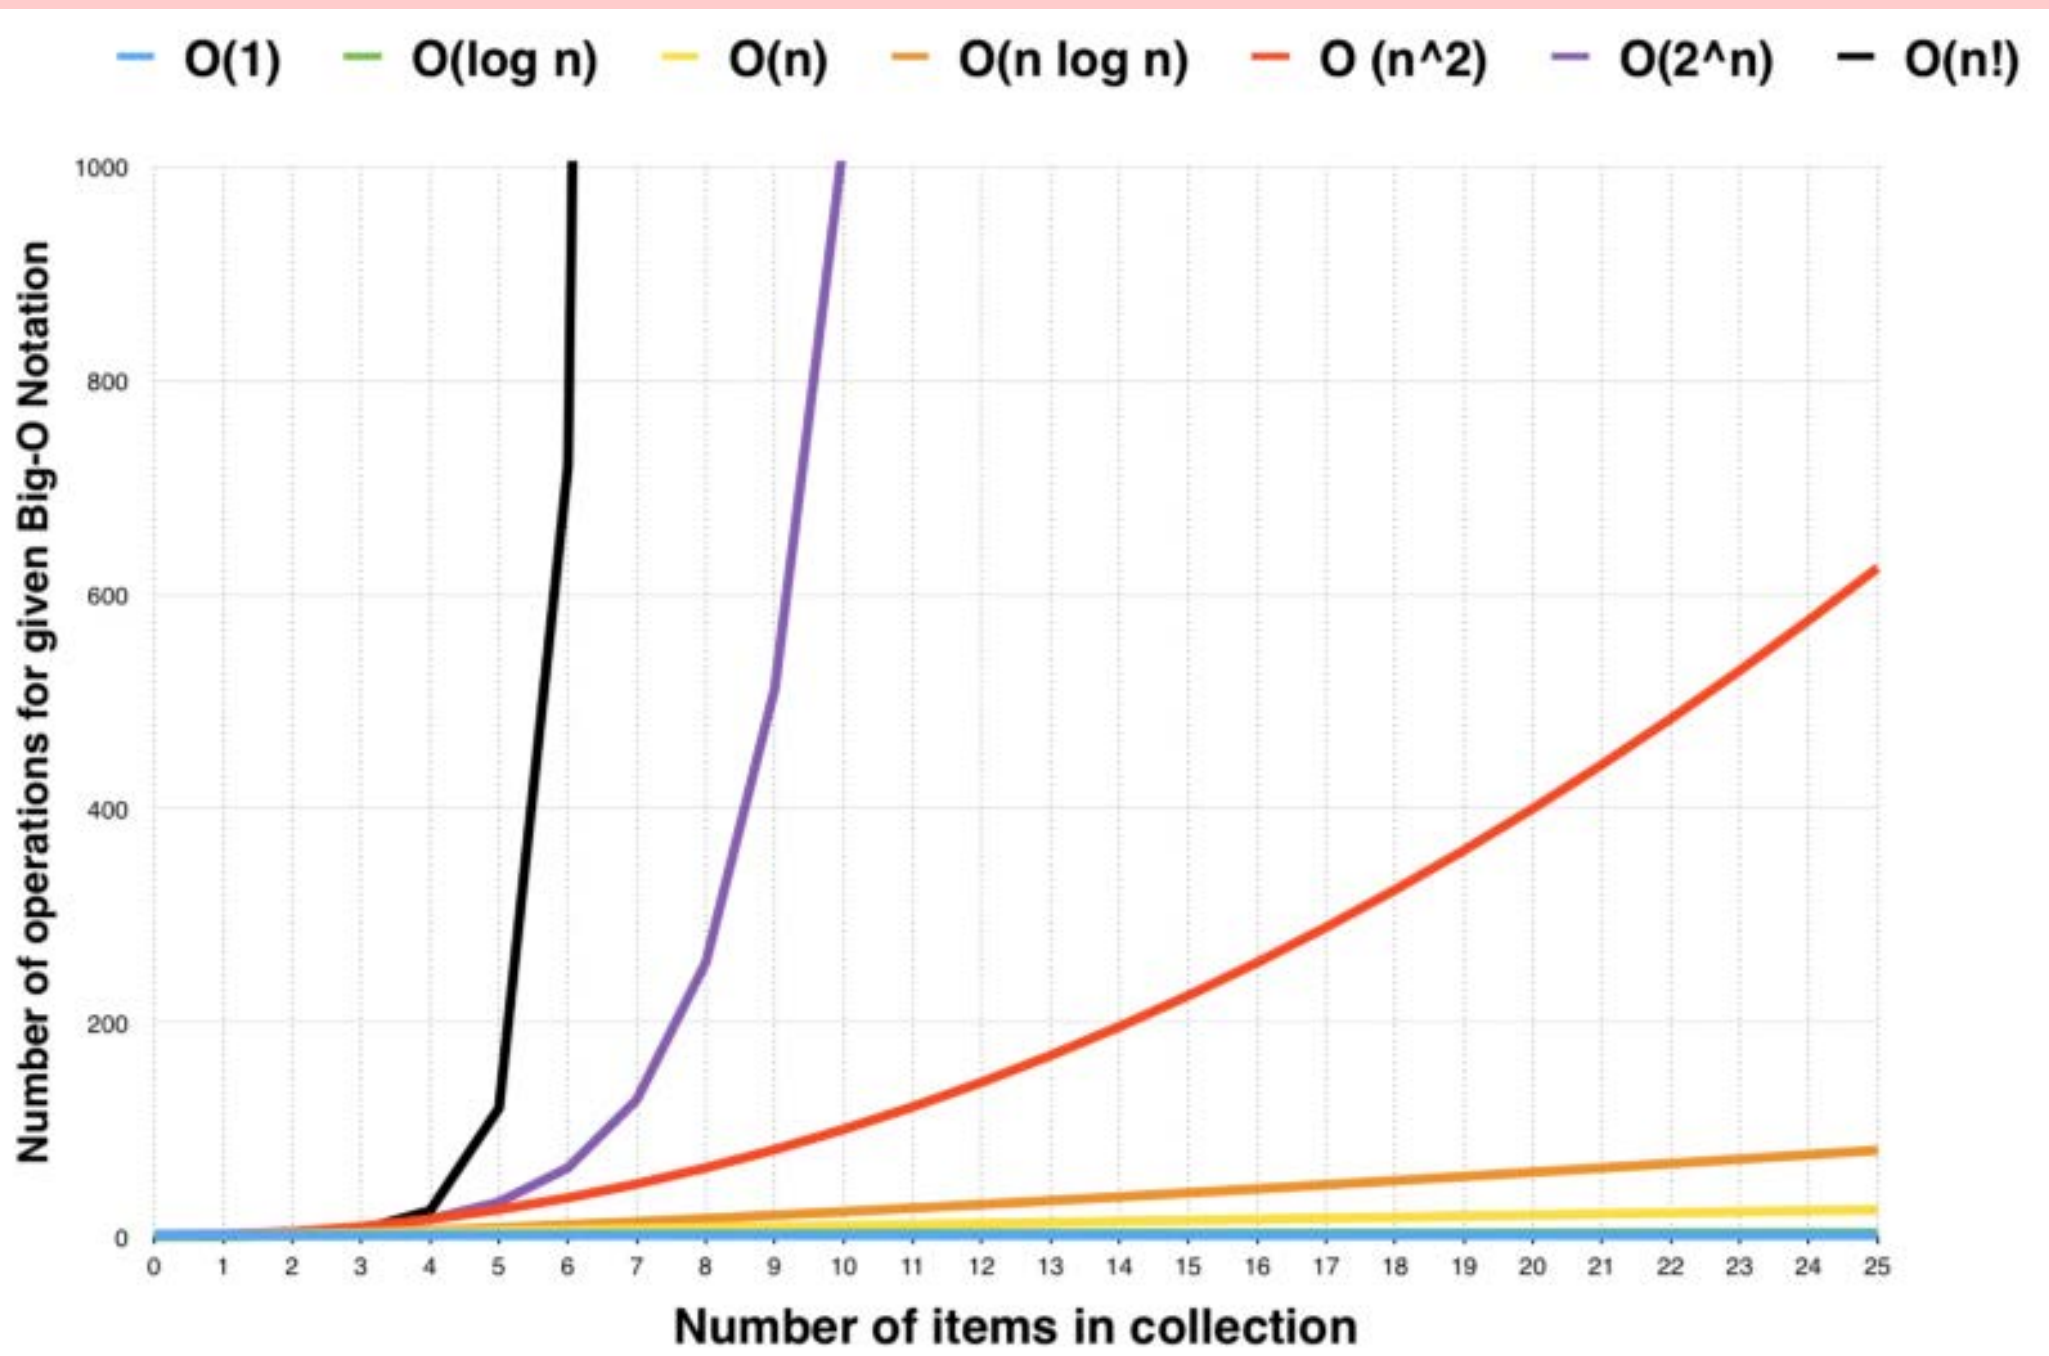 O(1) O(log n) O(n) O(n log n) O (n^2) O(2^n) O(n!)
Number of operations for given Big-O Notation
1000
800
600
400
200
0
0 1 2 3 4 5 6 7 8 9 10 11 12 13 14 15 16 17 18 19 20 21 22 23 24 25
Number of items in collection